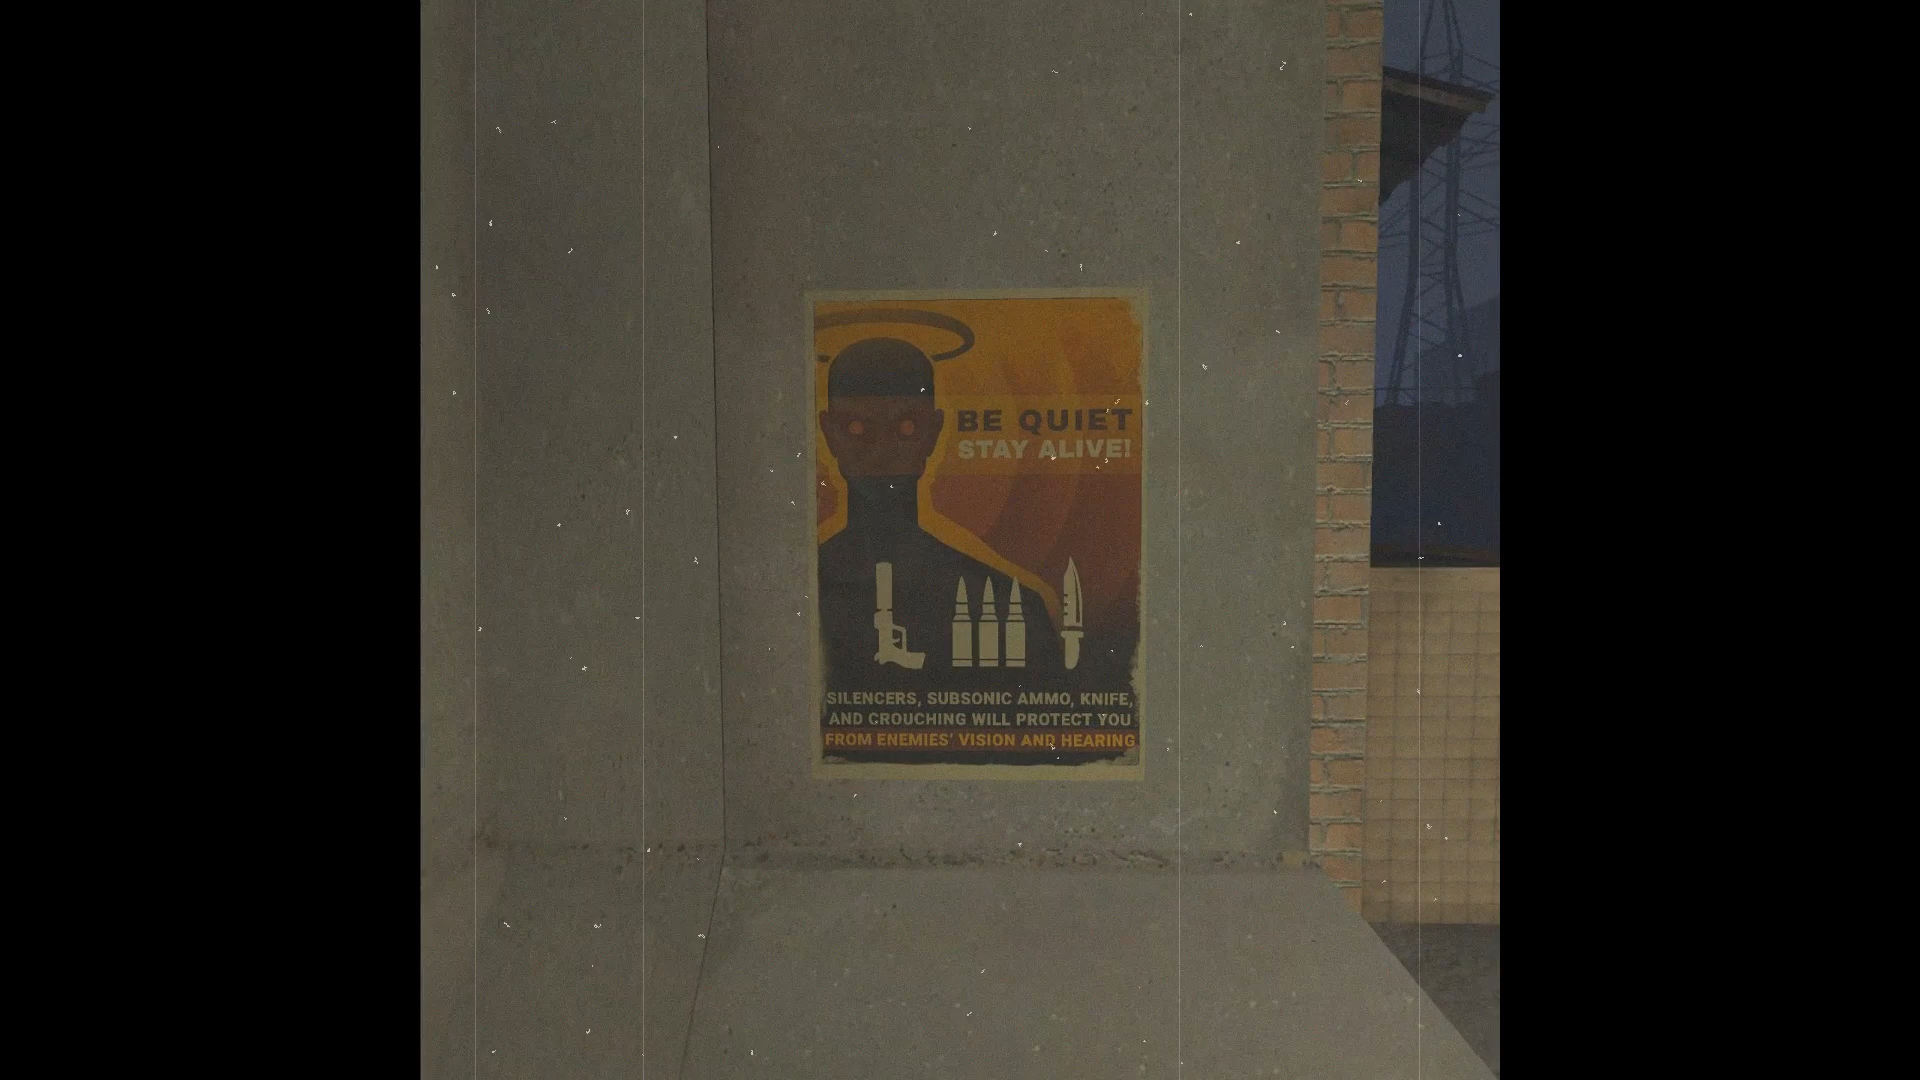 BE QUIET
STAY ALIVE!
SILENCERS, SUBSONIC AMMO, KNIFE,
AND CROUCHING WILL PROTECT YOU
FROM ENEMIES' VISION AND HEARING